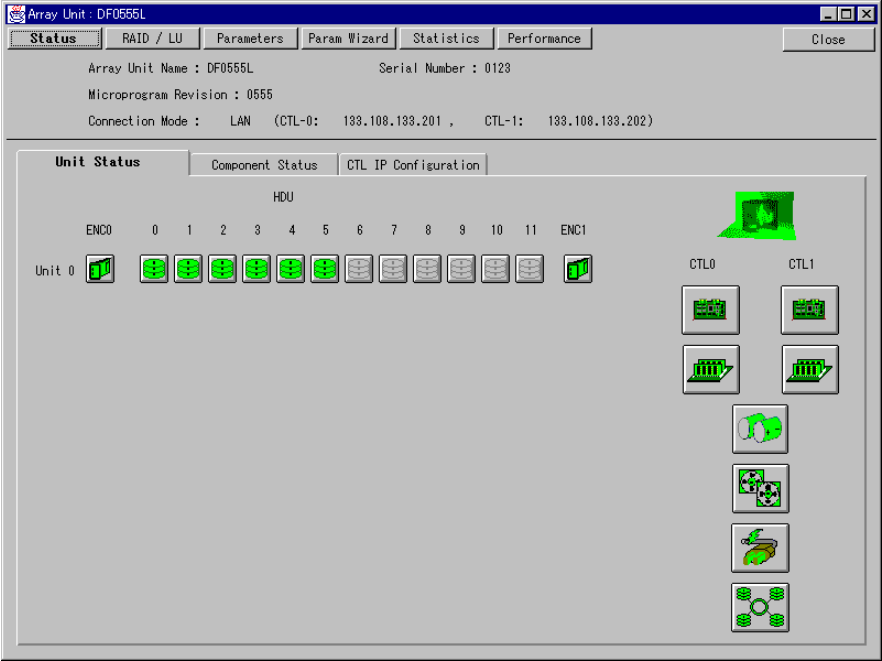 Array Unit : DF0555L
Status RAID / LU Parameters Param Wizard Statistics Performance Close
Array Unit Name : DF0555L Serial Number : 0123
Microprogram Revision : 0555
Connection Mode : LAN (CTL-0: 133.108.133.201 , CTL-1: 133.108.133.202)
Unit Status Component Status CTL IP Configuration
HDU
ENC0 0 1 2 3 4 5 6 7 8 9 10 11 ENC1
Unit 0
CTL0 CTL1